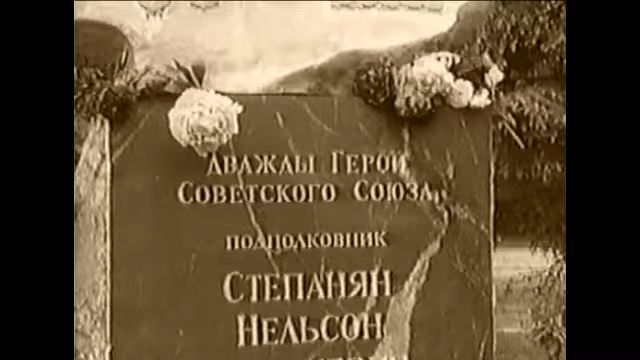 Дважды Герой
Советского Союза,
подполковник
Степанян
Нельсон